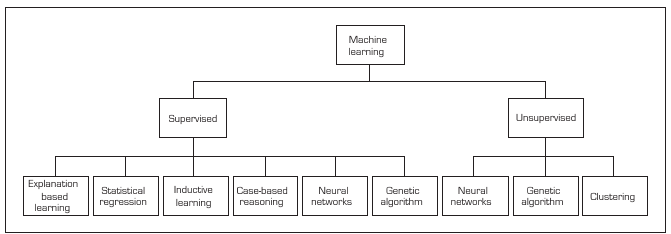 Machine
learning
Supervised
Unsupervised
Explanation
based
learning
Statistical
regression
Inductive
learning
Case-based
reasoning
Neural
networks
Genetic
algorithm
Neural
networks
Genetic
algorithm
Clustering